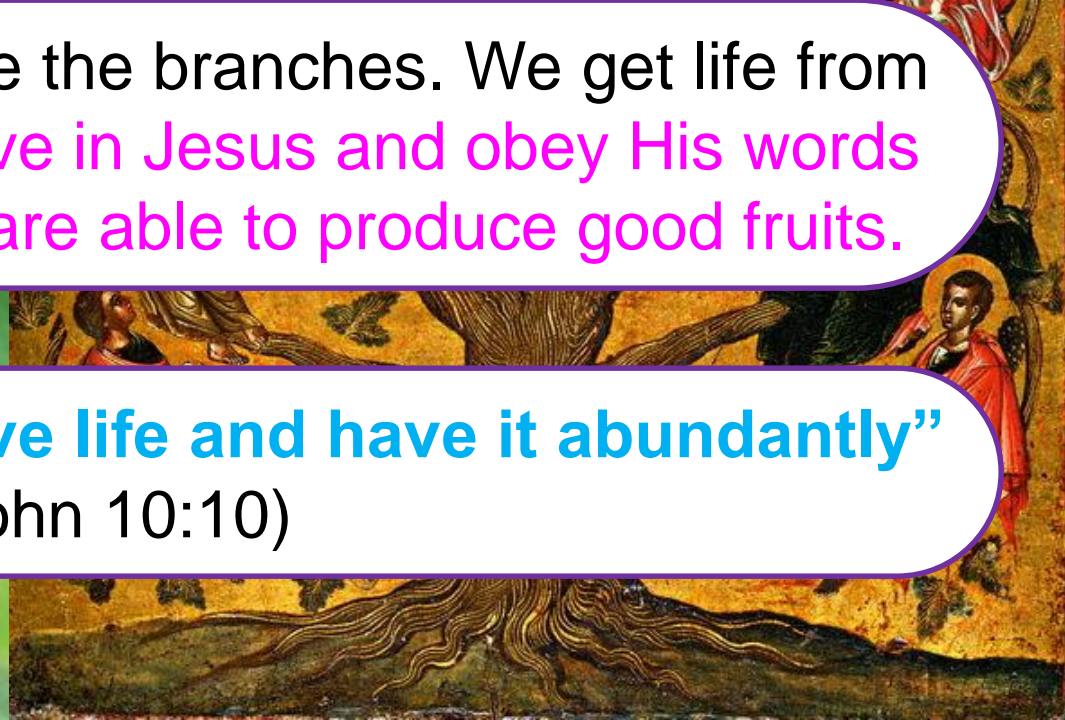 e the branches. We get life from
ve in Jesus and obey His words
are able to produce good fruits.
ve life and have it abundantly”
ohn 10:10)